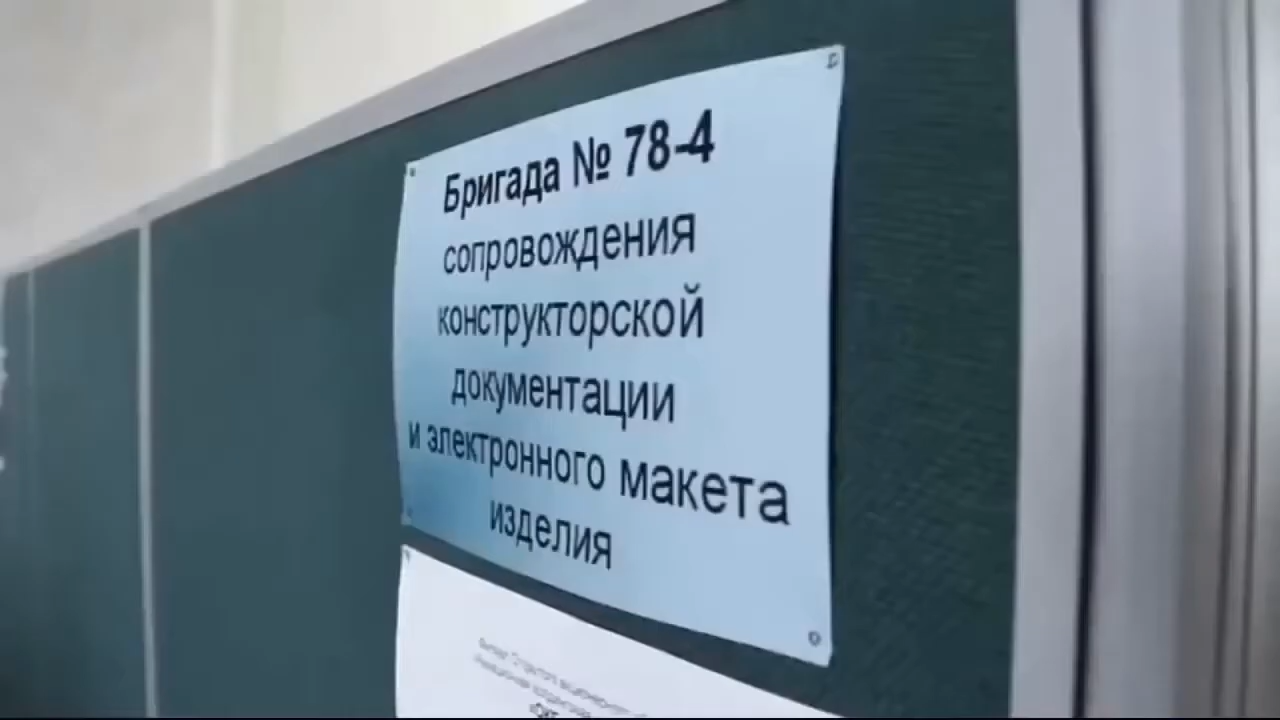 Бригада № 78-4
сопровождения
конструкторской
документации
и электронного макета
изделия